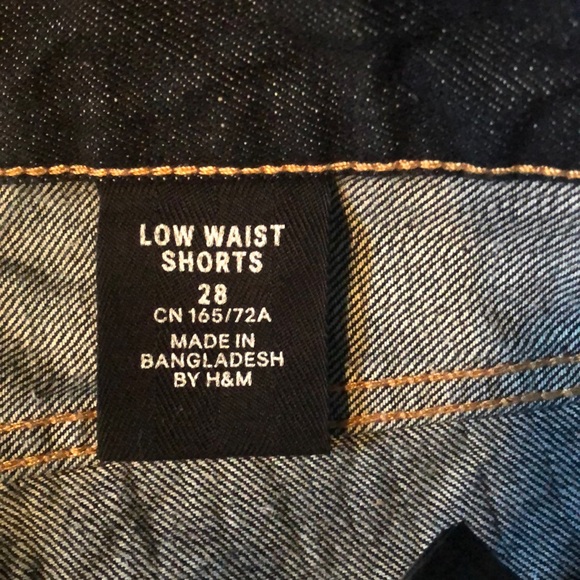 LOW WAIST
SHORTS
28
CN 165/72A
MADE IN
BANGLADESH
BY H&M